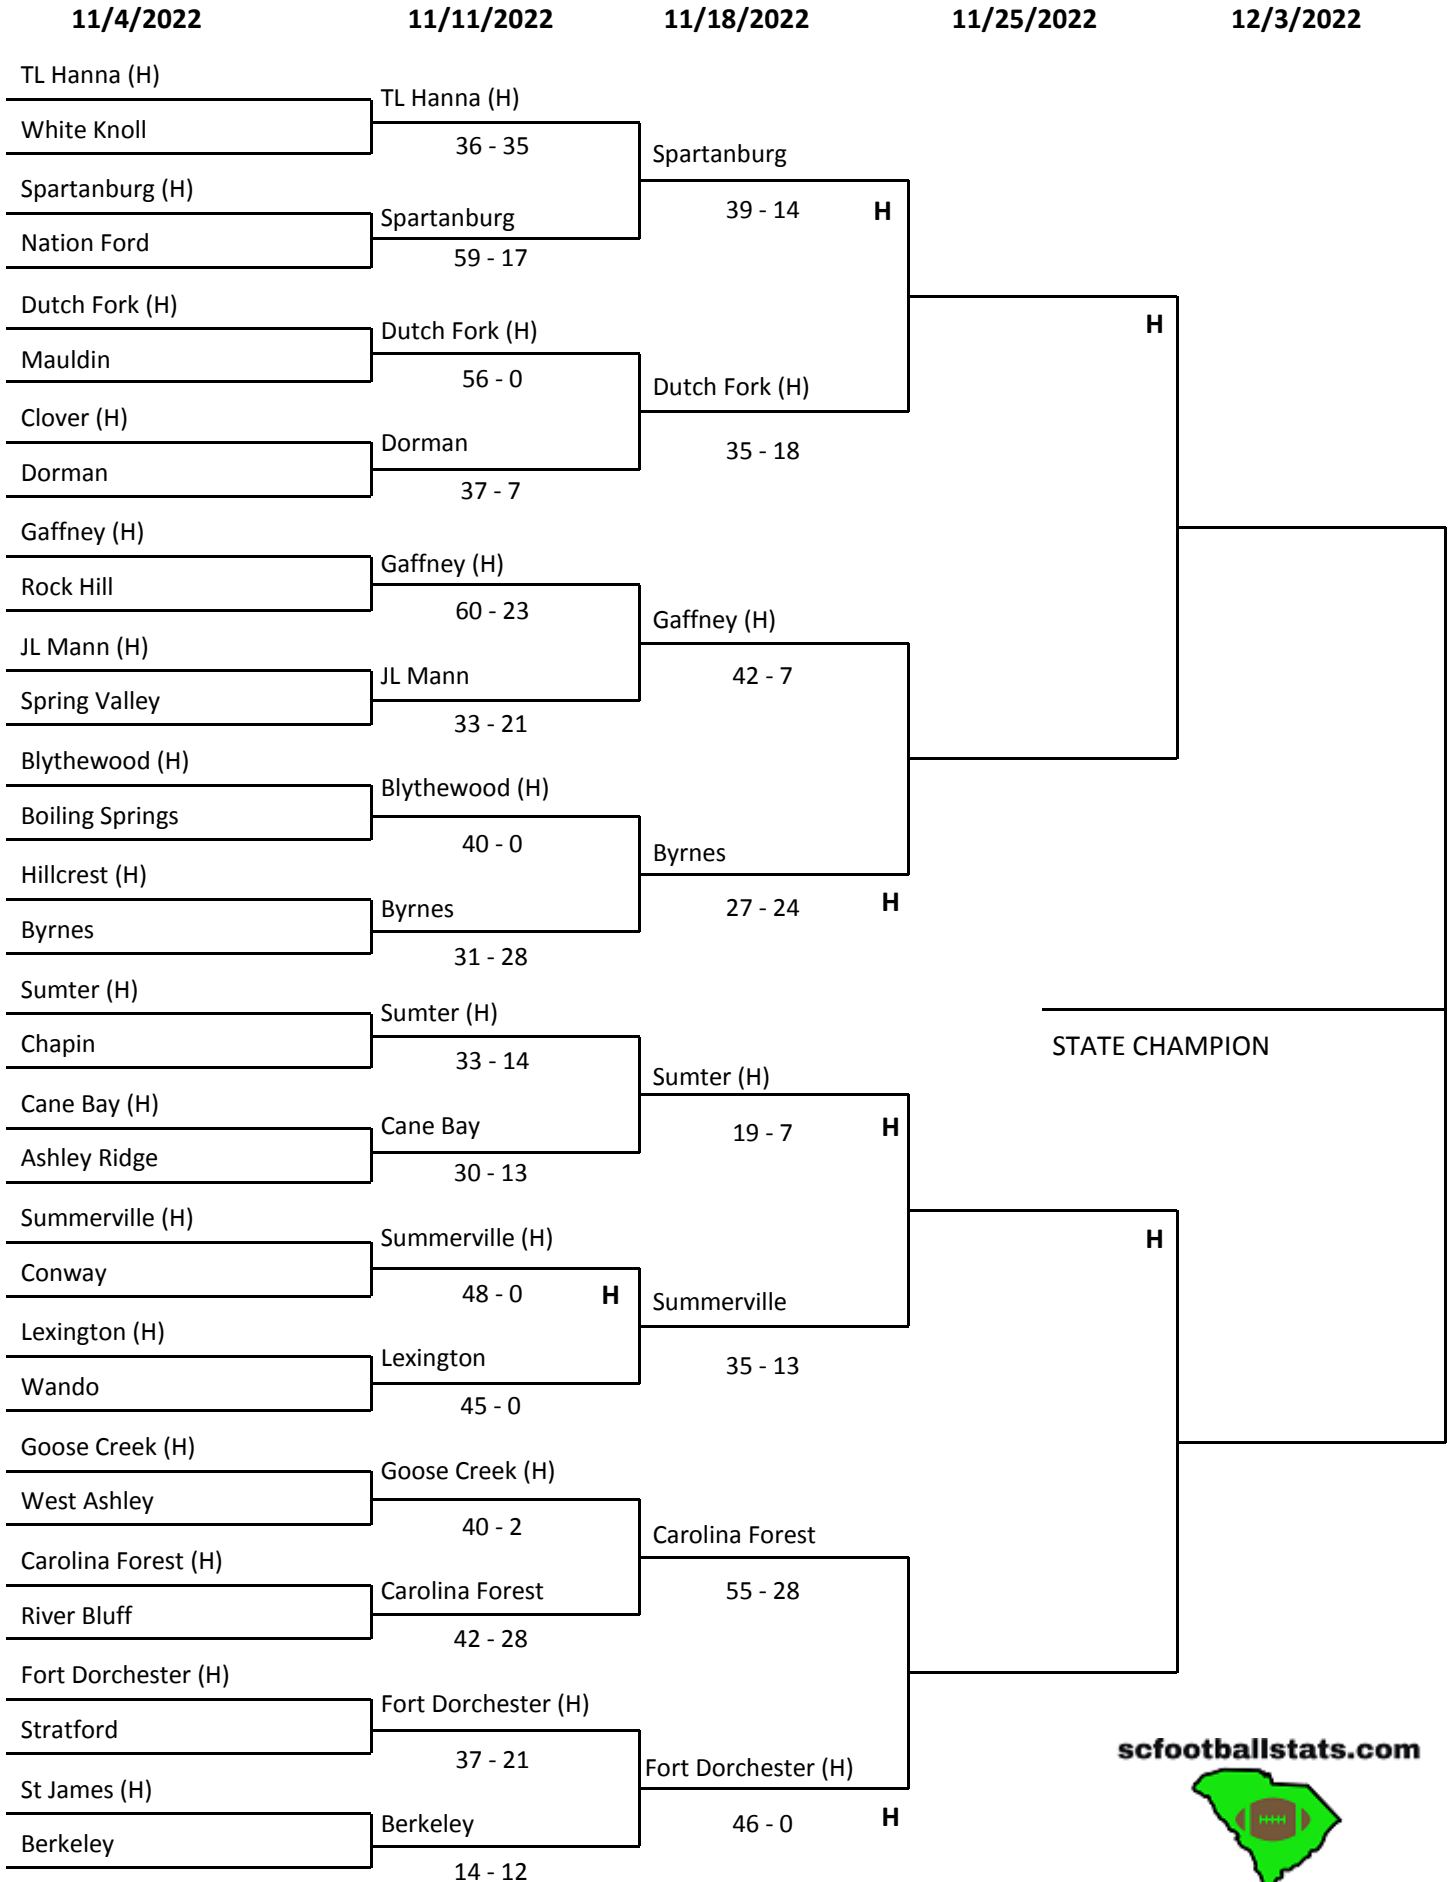 11/4/2022 11/11/2022 11/18/2022 11/25/2022 12/3/2022
TL Hanna (H)
White Knoll
Spartanburg (H)
Nation Ford
Dutch Fork (H)
Mauldin
Clover (H)
Dorman
Gaffney (H)
Rock Hill
JL Mann (H)
Spring Valley
Blythewood (H)
Boiling Springs
Hillcrest (H)
Byrnes
Sumter (H)
Chapin
Cane Bay (H)
Ashley Ridge
Summerville (H)
Conway
Lexington (H)
Wando
Goose Creek (H)
West Ashley
Carolina Forest (H)
River Bluff
Fort Dorchester (H)
Stratford
St James (H)
Berkeley
TL Hanna (H)
36 - 35
Spartanburg
59 - 17
Dutch Fork (H)
56 - 0
Dorman
37 - 7
Gaffney (H)
60 - 23
JL Mann
33 - 21
Blythewood (H)
40 - 0
Byrnes
31 - 28
Sumter (H)
33 - 14
Cane Bay
30 - 13
Summerville (H)
48 - 0 H
Lexington
45 - 0
Goose Creek (H)
40 - 2
Carolina Forest
42 - 28
Fort Dorchester (H)
37 - 21
Berkeley
14 - 12
Spartanburg
39 - 14 H
Dutch Fork (H)
35 - 18
Gaffney (H)
42 - 7
Byrnes
27 - 24 H
Sumter (H)
19 - 7 H
Summerville
35 - 13
Carolina Forest
55 - 28
Fort Dorchester (H)
46 - 0 H
H
H
STATE CHAMPION
scfootballstats.com